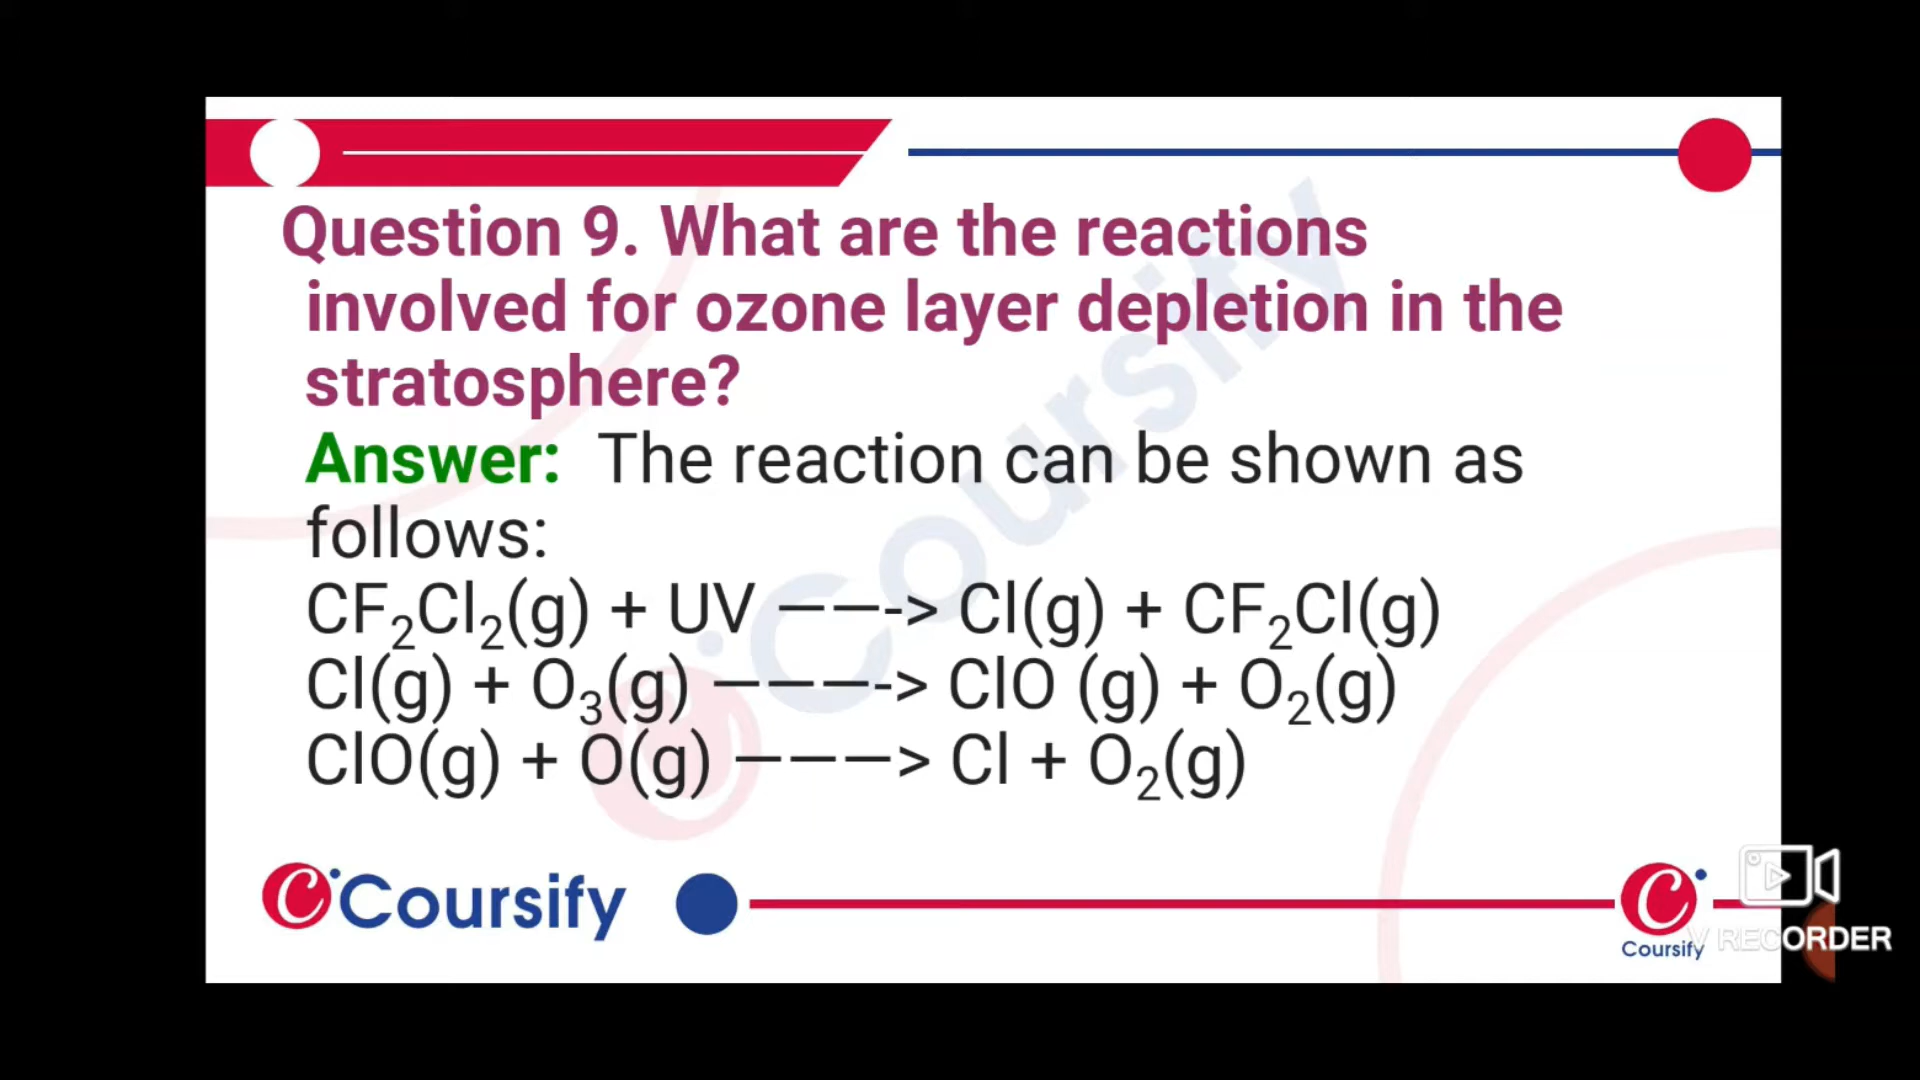 Question 9. What are the reactions
involved for ozone layer depletion in the
stratosphere?
Answer: The reaction can be shown as
follows:
CF₂Cl₂(g) + UV ——-> Cl(g) + CF₂Cl(g)
Cl(g) + O₃(g) ———-> ClO (g) + O₂(g)
ClO(g) + O(g) ———> Cl + O₂(g)
Coursify
Coursify
Coursify
V RECORDER